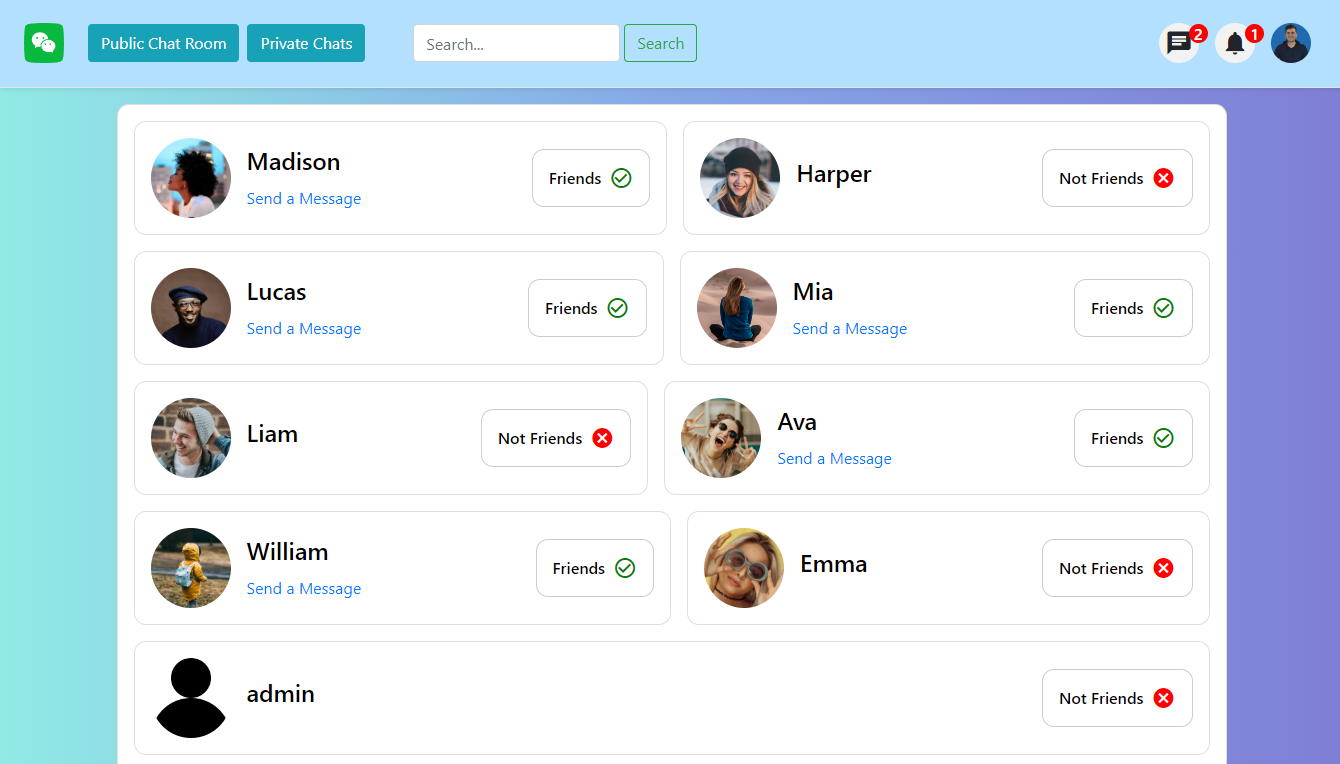 Public Chat Room
Private Chats
Search...
Search
2
1
Madison
Send a Message
Friends
Harper
Not Friends
Lucas
Send a Message
Friends
Mia
Send a Message
Friends
Liam
Not Friends
Ava
Send a Message
Friends
William
Send a Message
Friends
Emma
Not Friends
admin
Not Friends